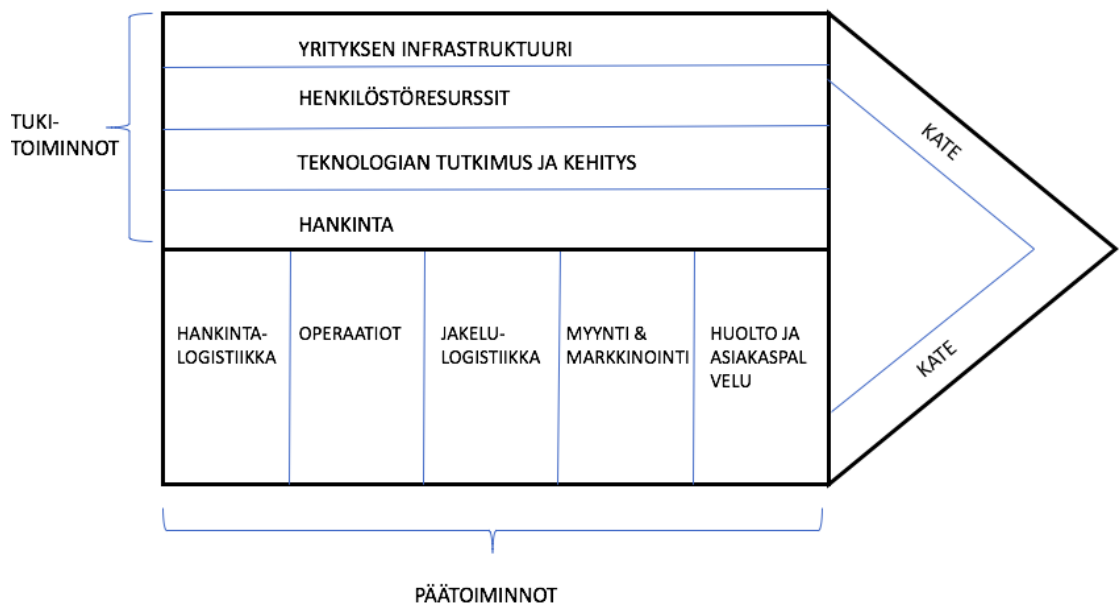 YRITYKSEN INFRASTRUKTUURI
HENKILÖSTÖRESURSSIT
TUKI-
TOIMINNOT
TEKNOLOGIAN TUTKIMUS JA KEHITYS
HANKINTA
KATE
HANKINTA-
LOGISTIIKKA
OPERAATIOT
JAKELU-
LOGISTIIKKA
MYYNTI &
MARKKINOINTI
HUOLTO JA
ASIAKASPAL
VELU
KATE
PÄÄTOIMINNOT